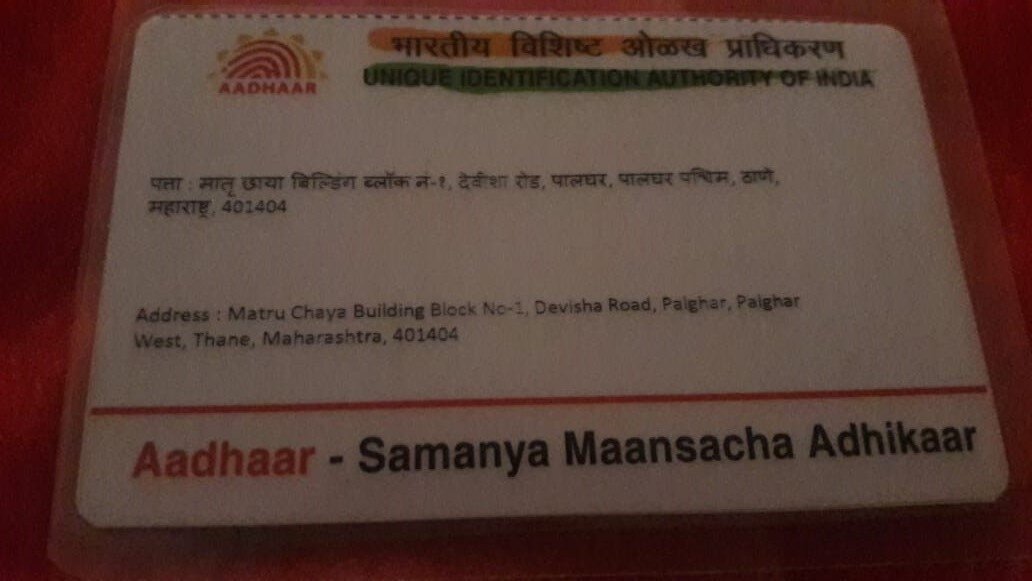 भारतीय विशिष्ट ओळख प्राधिकरण
AADHAAR
UNIQUE IDENTIFICATION AUTHORITY OF INDIA
पत्ता : मातृ छाया बिल्डिंग ब्लॉक नं-१, देवीशा रोड, पालघर, पालघर पश्चिम, ठाणे,
महाराष्ट्र, 401404
Address : Matru Chaya Building Block No-1, Devisha Road, Palghar, Palghar
West, Thane, Maharashtra, 401404
Aadhaar - Samanya Maansacha Adhikaar